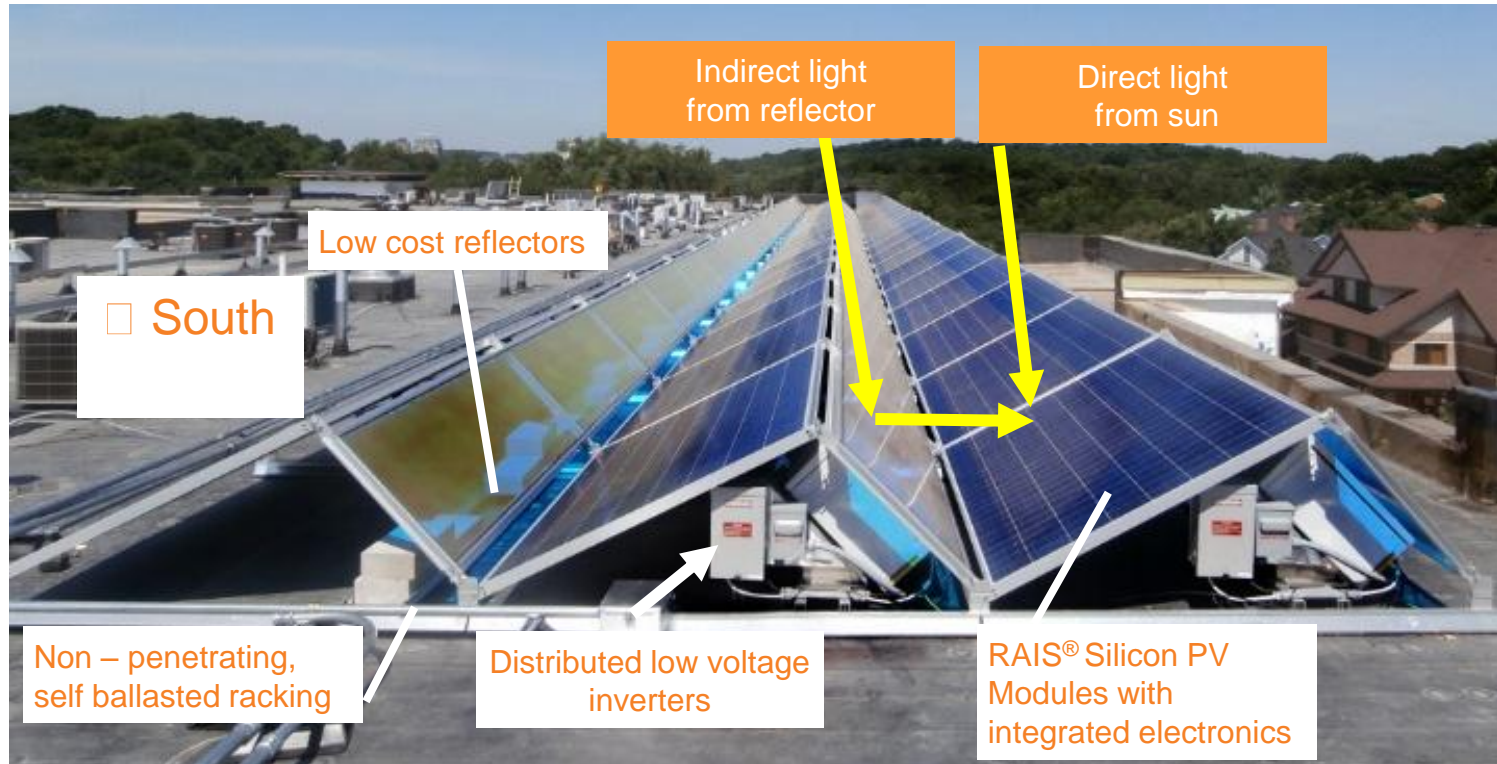 Indirect light
from reflector
Direct light
from sun
Low cost reflectors
□ South
Non – penetrating,
self ballasted racking
Distributed low voltage
inverters
RAIS® Silicon PV
Modules with
integrated electronics